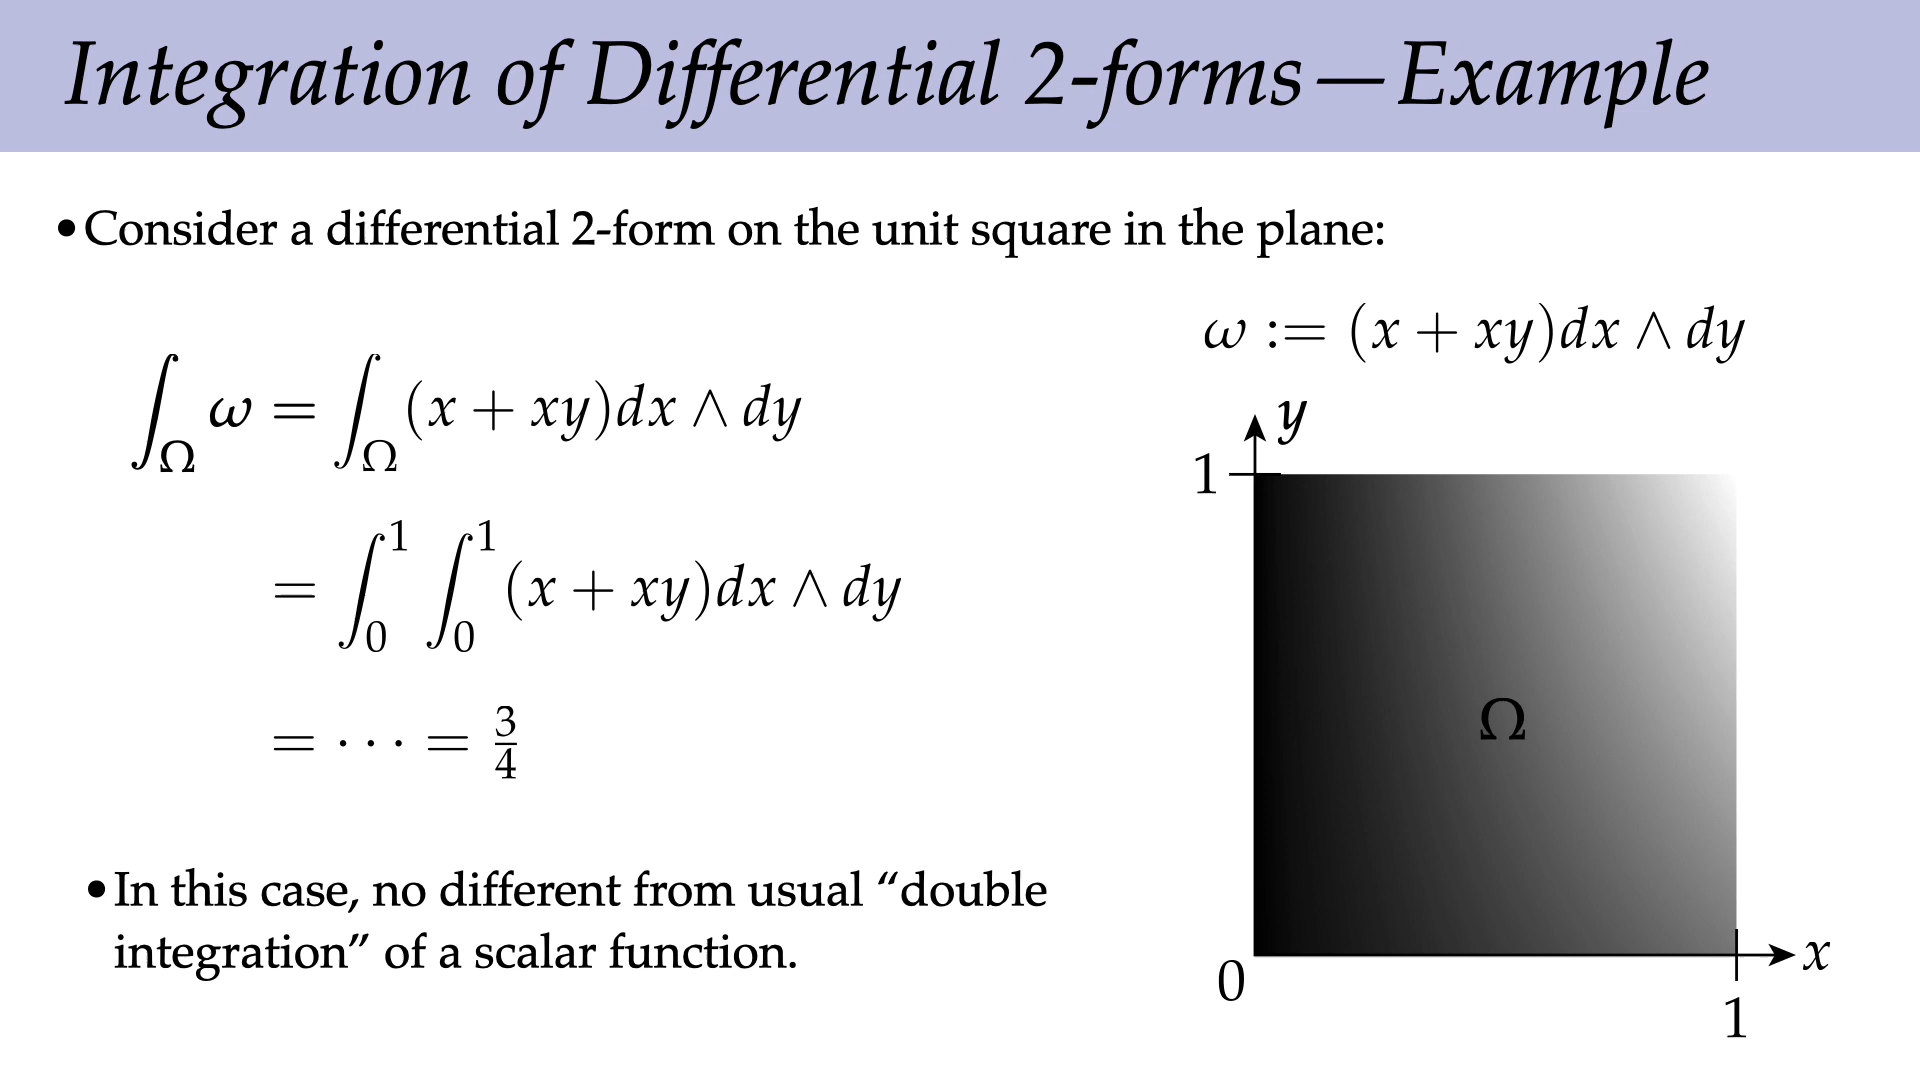 Integration of Differential 2-forms—Example
•Consider a differential 2-form on the unit square in the plane:
ω := (x + xy)dx ∧ dy
∫_Ω ω = ∫_Ω (x + xy)dx ∧ dy
= ∫_0^1 ∫_0^1 (x + xy)dx ∧ dy
= ··· = 3/4
•In this case, no different from usual “double
integration” of a scalar function.
y
1
Ω
0
x
1